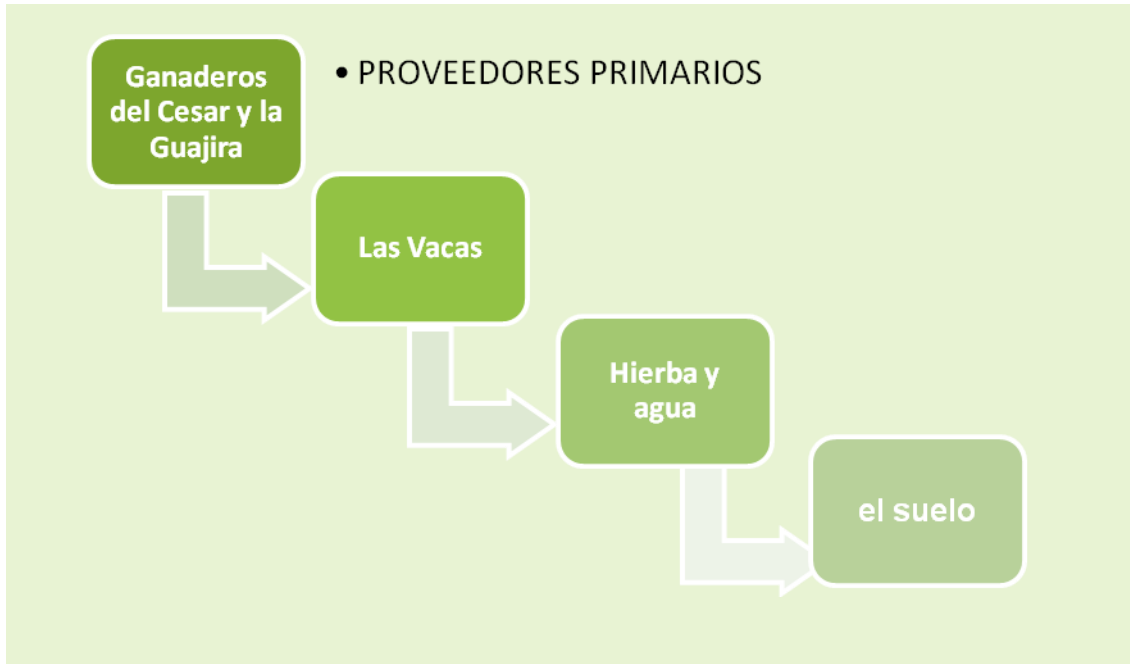 Ganaderos
del Cesar y la
Guajira
• PROVEEDORES PRIMARIOS
Las Vacas
Hierba y
agua
el suelo